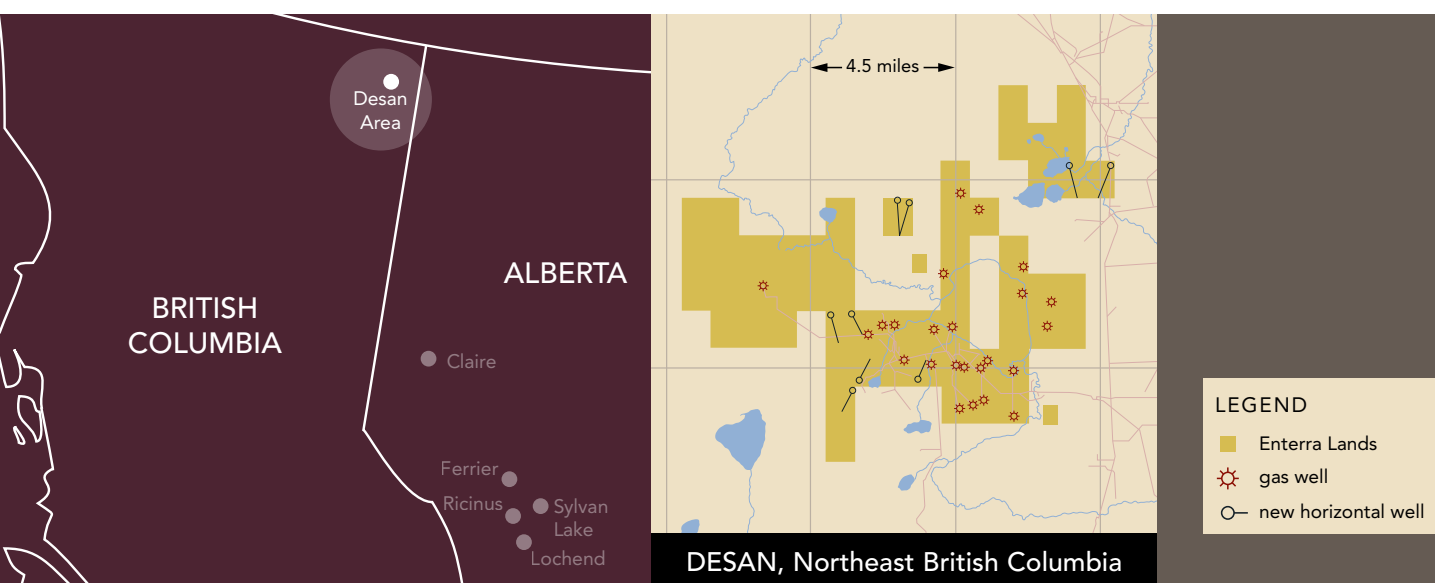 Desan
Area
BRITISH
COLUMBIA
ALBERTA
Claire
Ferrier
Ricinus
Sylvan
Lake
Lochend
4.5 miles
DESAN, Northeast British Columbia
LEGEND
Enterra Lands
gas well
new horizontal well